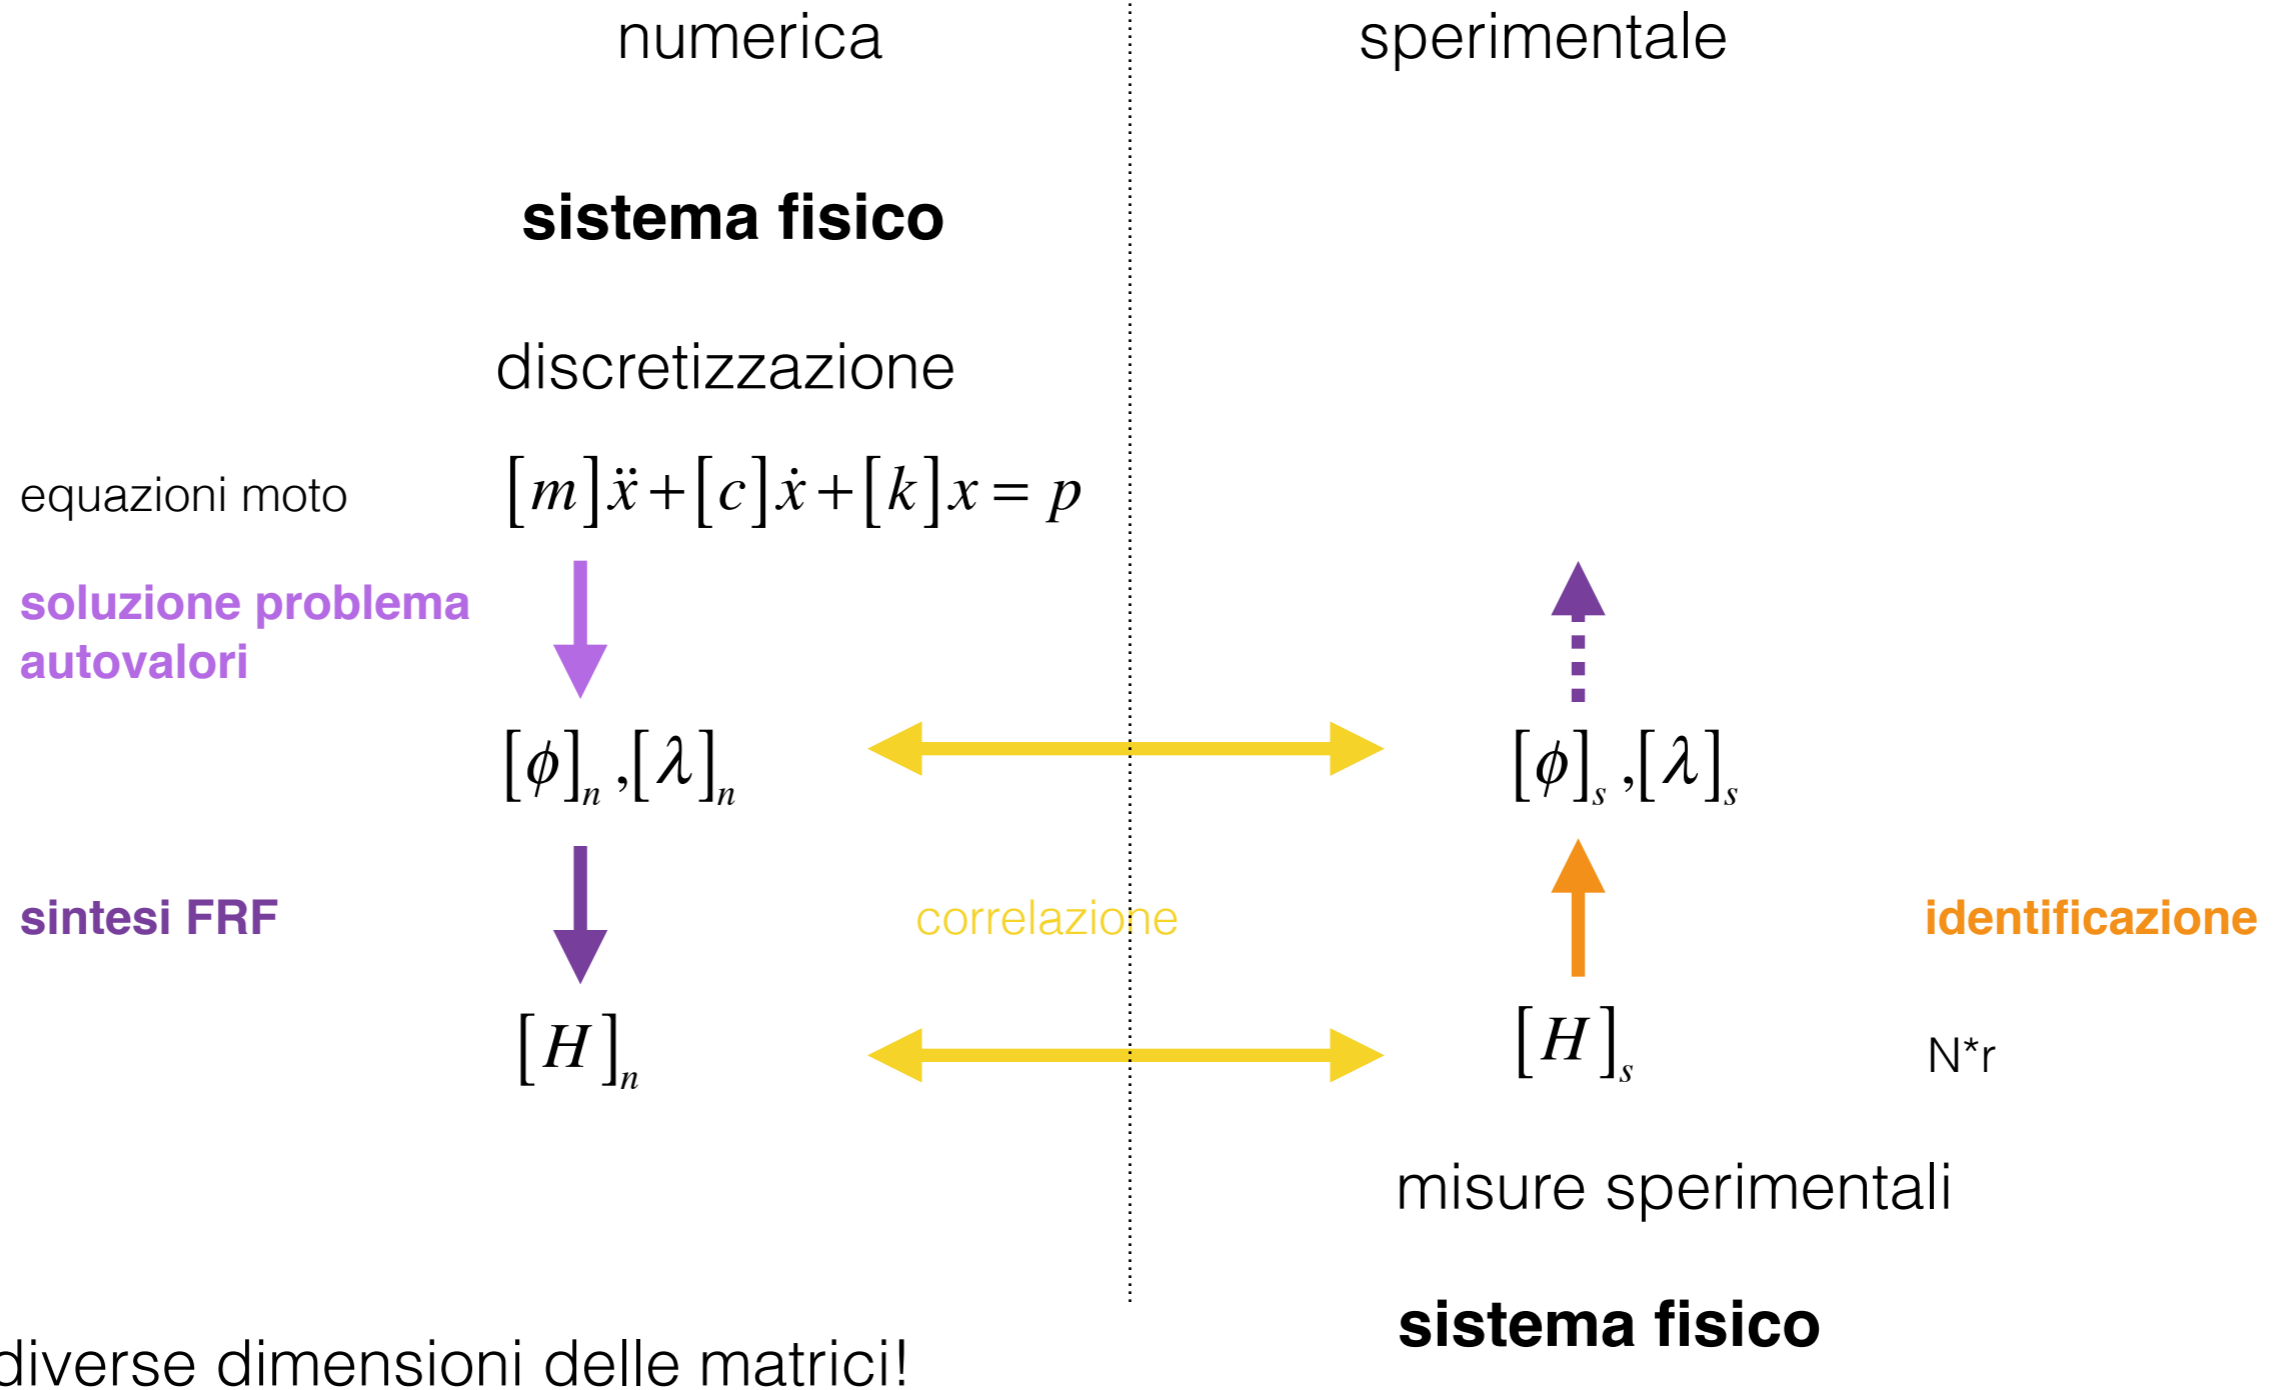 numerica
sperimentale
sistema fisico
discretizzazione
equazioni moto
[m]ẍ+[c]ẋ+[k]x = p
soluzione problema
autovalori
[ϕ]n ,[λ]n
[ϕ]s ,[λ]s
sintesi FRF
correlazione
identificazione
[H]n
[H]s
N*r
misure sperimentali
sistema fisico
diverse dimensioni delle matrici!